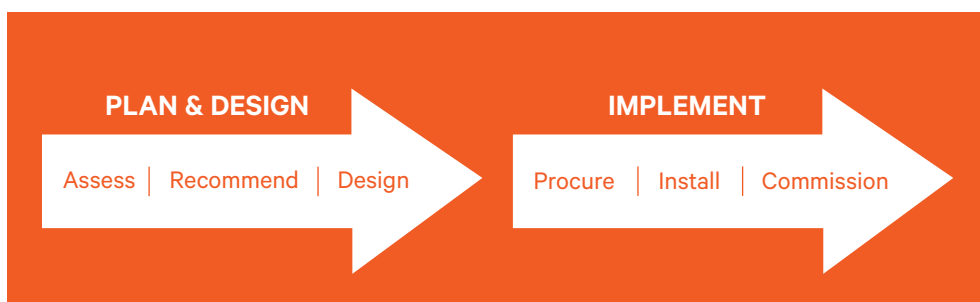 PLAN & DESIGN
Assess | Recommend | Design
IMPLEMENT
Procure | Install | Commission